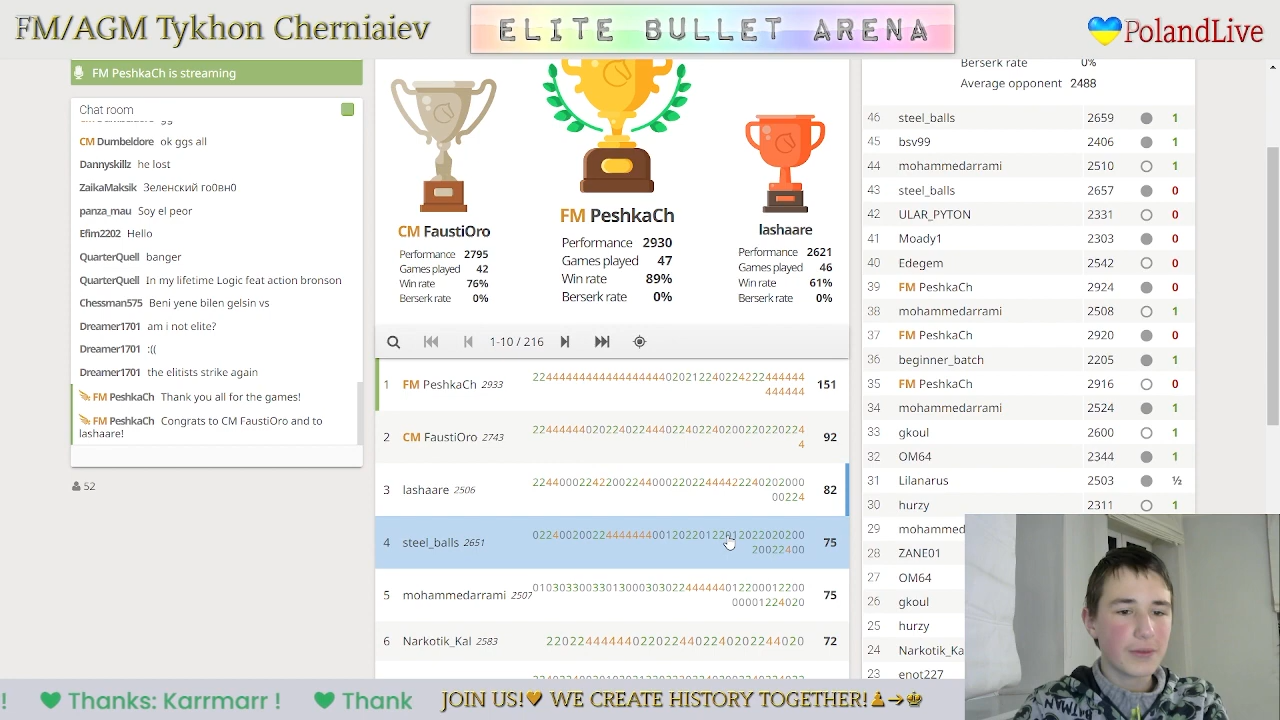 FM/AGM Tykhon Cherniaiev
ELITE BULLET ARENA
PolandLive
FM PeshkaCh is streaming
Chat room
CM Dumbeldore ok ggs all
Dannyskillz he lost
ZaikaMaksik Зеленский го0вн0
panza_mau Soy el peor
Efim2202 Hello
QuarterQuell banger
QuarterQuell In my lifetime Logic feat action bronson
Chessman575 Beni yene bilen gelsin vs
Dreamer1701 am i not elite?
Dreamer1701 :((
Dreamer1701 the elitists strike again
FM PeshkaCh Thank you all for the games!
FM PeshkaCh Congrats to CM FaustiOro and to
lashaare!
52
CM FaustiOro
Performance 2795
Games played 42
Win rate 76%
Berserk rate 0%
FM PeshkaCh
Performance 2930
Games played 47
Win rate 89%
Berserk rate 0%
lashaare
Performance 2621
Games played 46
Win rate 61%
Berserk rate 0%
1-10 / 216
1 FM PeshkaCh 2933 151
2 CM FaustiOro 2743 92
3 lashaare 2506 82
4 steel_balls 2651 75
5 mohammedarrami 2507 75
6 Narkotik_Kal 2583 22022444444022022440224020224402​0 72
Berserk rate 0%
Average opponent 2488
46 steel_balls 2659 1
45 bsv99 2406 1
44 mohammedarrami 2510 1
43 steel_balls 2657 0
42 ULAR_PYTON 2331 0
41 Moady1 2303 0
40 Edegem 2542 0
39 FM PeshkaCh 2924 0
38 mohammedarrami 2508 1
37 FM PeshkaCh 2920 0
36 beginner_batch 2205 1
35 FM PeshkaCh 2916 0
34 mohammedarrami 2524 1
33 gkoul 2600 1
32 OM64 2344 1
31 Lilanarus 2503 ½
30 hurzy 2311 1
29 mohammed
28 ZANE01
27 OM64
26 gkoul
25 hurzy
24 Narkotik_Ka
23 enot227
! Thanks: Karrmarr ! Thank
JOIN US!♥ WE CREATE HISTORY TOGETHER!♟→♚